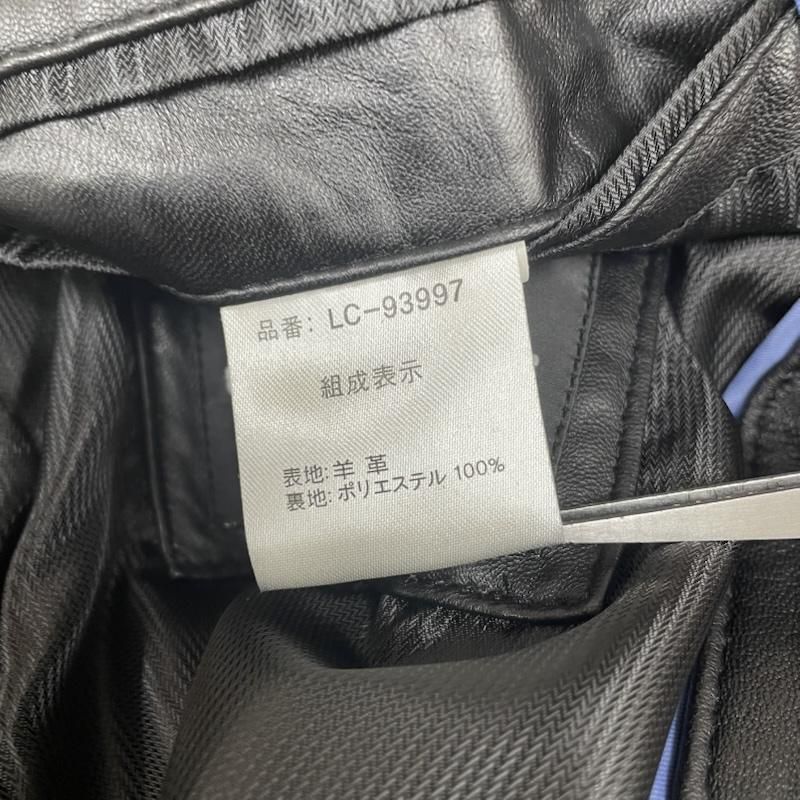 品番: LC-93997
組成表示
表地:羊 革
裏地:ポリエステル 100%